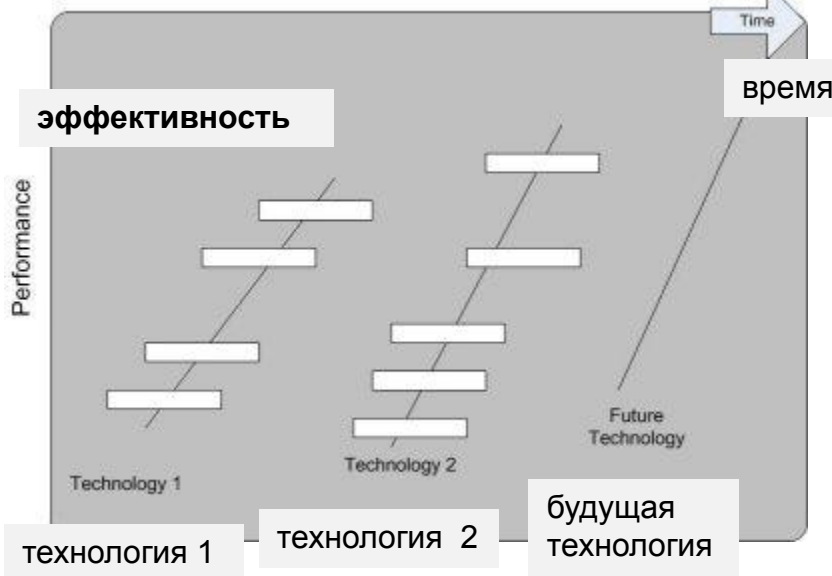 Time
время
эффективность
Performance
Future
Technology
Technology 2
Technology 1
будущая
технология
технология 2
технология 1